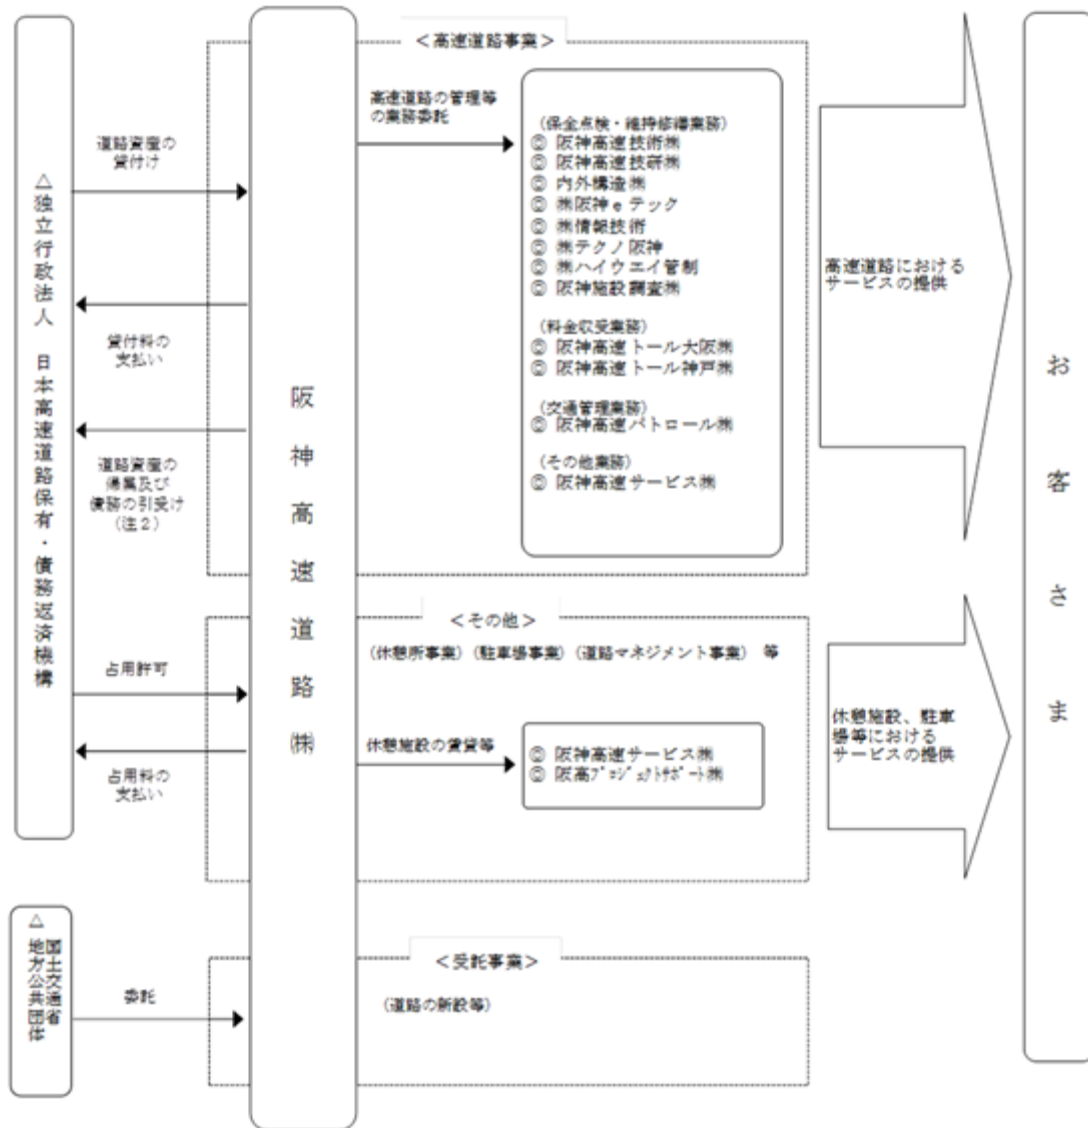 ＜高速道路事業＞
高速道路の管理等
の業務委託
(保全点検・維持修繕業務)
◎ 阪神高速技術㈱
◎ 阪神高速技研㈱
◎ 内外構造㈱
◎ ㈱阪神ｅテック
◎ ㈱情報技術
◎ ㈱テクノ阪神
◎ ㈱ハイウエイ管制
◎ 阪神施設調査㈱
(料金収受業務)
◎ 阪神高速トール大阪㈱
◎ 阪神高速トール神戸㈱
(交通管理業務)
◎ 阪神高速パトロール㈱
(その他業務)
◎ 阪神高速サービス㈱
道路資産の
貸付け
貸付料の
支払い
道路資産の
帰属及び
債務の引受け
(注２)
△独立行政法人　日本高速道路保有・債務返済機構
阪神高速道路㈱
高速道路における
サービスの提供
お客さま
＜その他＞
(休憩所事業)(駐車場事業)(道路マネジメント事業) 等
占用許可
占用料の
支払い
休憩施設の賃貸等
◎ 阪神高速サービス㈱
◎ 阪高ﾌﾟﾛｼﾞｪｸﾄｻﾎﾟｰﾄ㈱
休憩施設、駐車
場等における
サービスの提供
＜受託事業＞
(道路の新設等)
委託
国土交通省
△ 地方公共団体